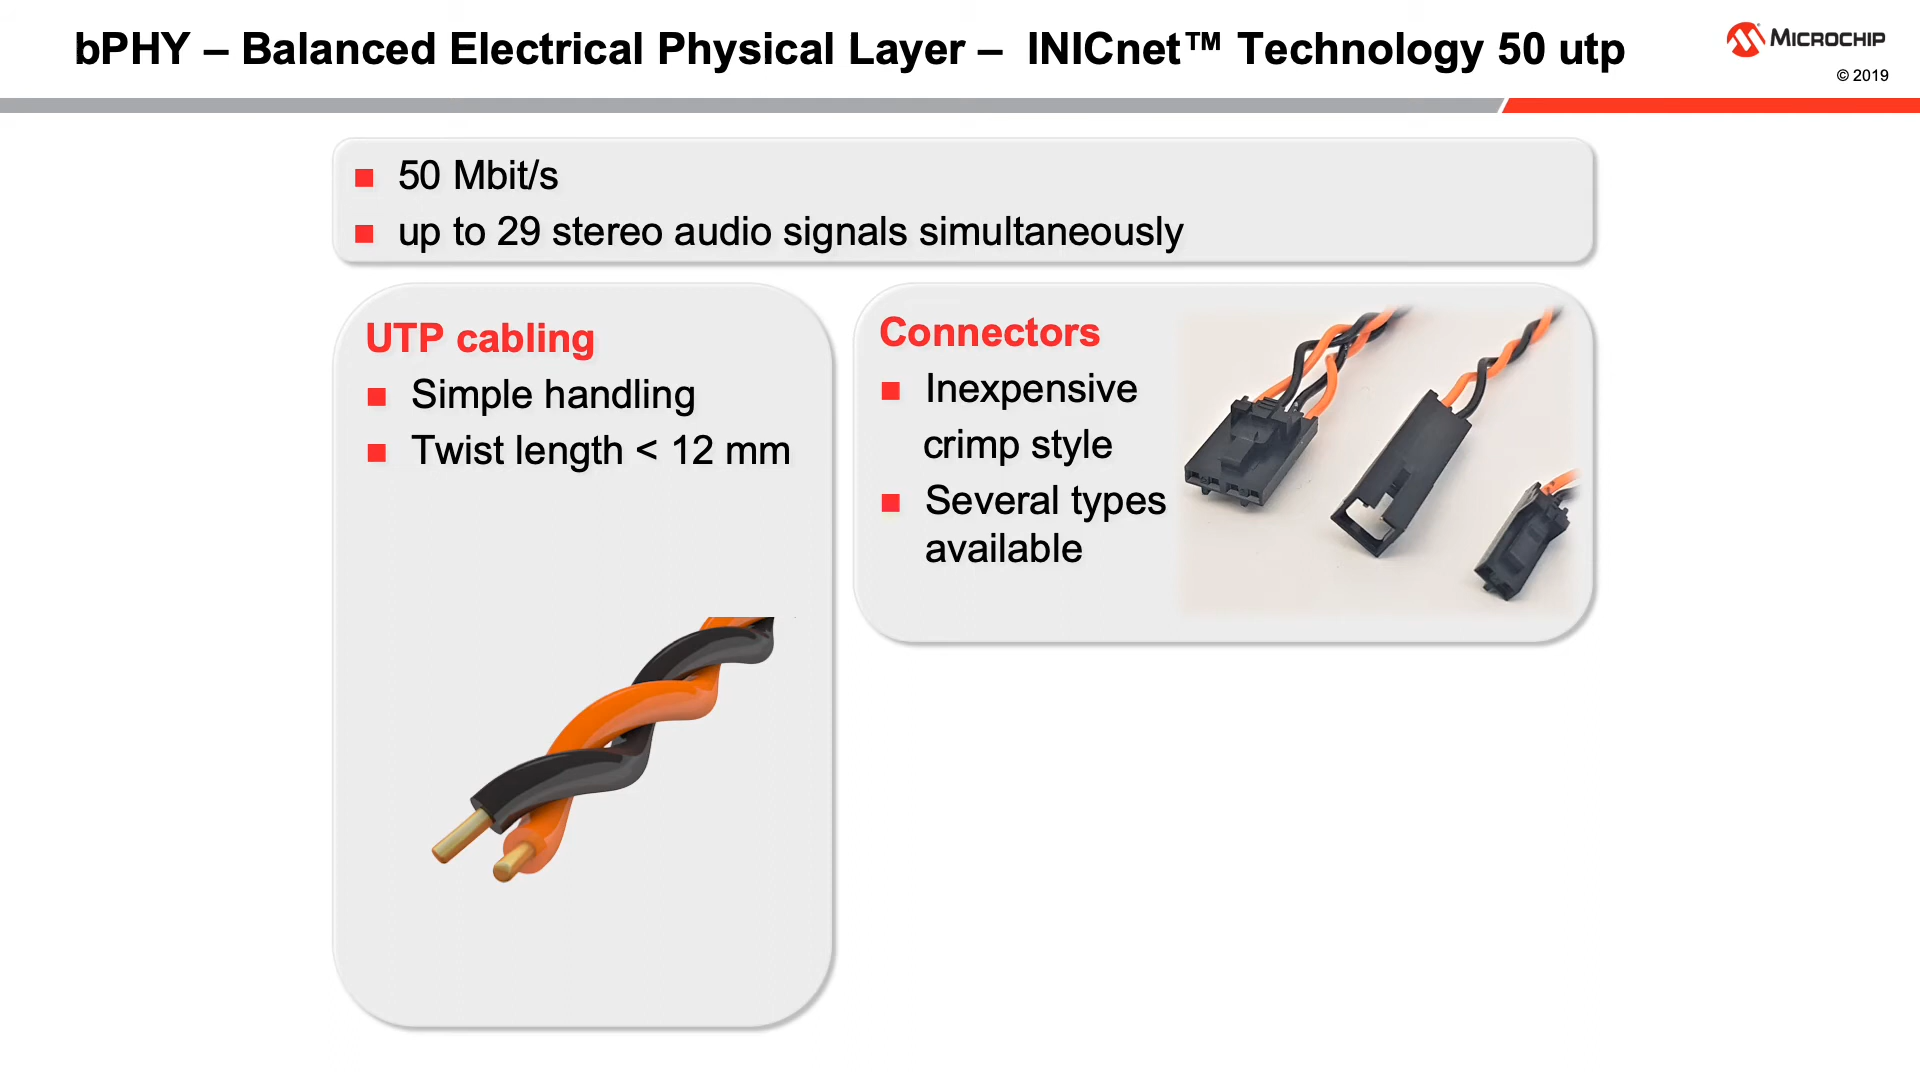 bPHY – Balanced Electrical Physical Layer – INICnet™ Technology 50 utp
MICROCHIP
© 2019
50 Mbit/s
up to 29 stereo audio signals simultaneously
UTP cabling
Simple handling
Twist length < 12 mm
Connectors
Inexpensive
crimp style
Several types
available